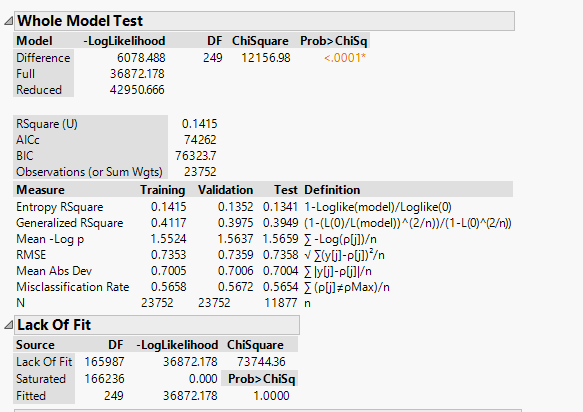 Whole Model Test
Model -LogLikelihood DF ChiSquare Prob>ChiSq
Difference 6078.488 249 12156.98 <.0001*
Full 36872.178
Reduced 42950.666
RSquare (U) 0.1415
AICc 74262
BIC 76323.7
Observations (or Sum Wgts) 23752
Measure Training Validation Test Definition
Entropy RSquare 0.1415 0.1352 0.1341 1-Loglike(model)/Loglike(0)
Generalized RSquare 0.4117 0.3975 0.3949 (1-(L(0)/L(model))^(2/n))/(1-L(0)^(2/n))
Mean -Log p 1.5524 1.5637 1.5659 ∑ -Log(ρ[j])/n
RMSE 0.7353 0.7359 0.7358 √ ∑(y[j]-ρ[j])²/n
Mean Abs Dev 0.7005 0.7006 0.7004 ∑ |y[j]-ρ[j]|/n
Misclassification Rate 0.5658 0.5672 0.5654 ∑ (ρ[j]≠ρMax)/n
N 23752 23752 11877 n
Lack Of Fit
Source DF -LogLikelihood ChiSquare
Lack Of Fit 165987 36872.178 73744.36
Saturated 166236 0.000 Prob>ChiSq
Fitted 249 36872.178 1.0000